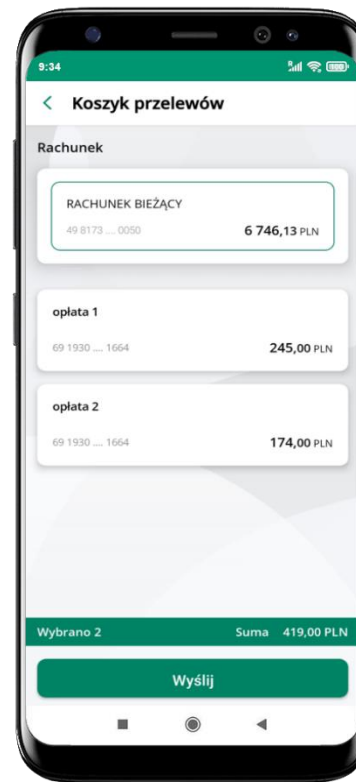 9:34
Koszyk przelewów
Rachunek
RACHUNEK BIEŻĄCY
49 8173 ... 0050 6 746,13 PLN
opłata 1
69 1930 .... 1664 245,00 PLN
opłata 2
69 1930 .... 1664 174,00 PLN
Wybrano 2 Suma 419,00 PLN
Wyślij